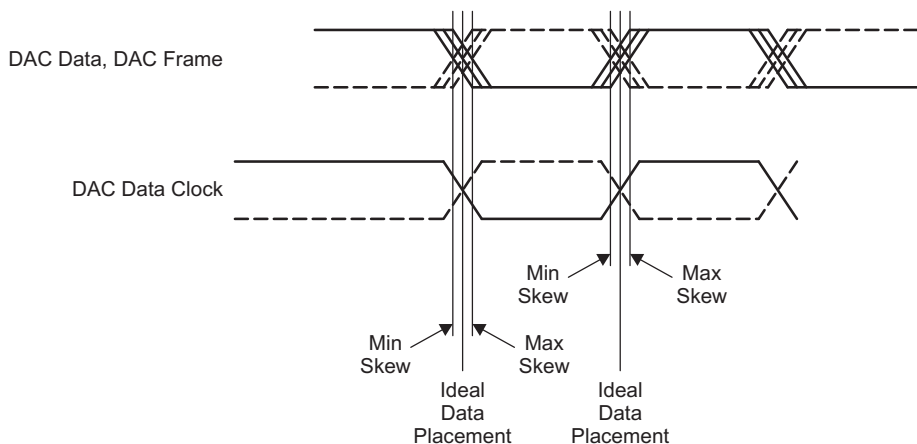 DAC Data, DAC Frame
DAC Data Clock
Min
Skew
Max
Skew
Min
Skew
Max
Skew
Ideal
Data
Placement
Ideal
Data
Placement